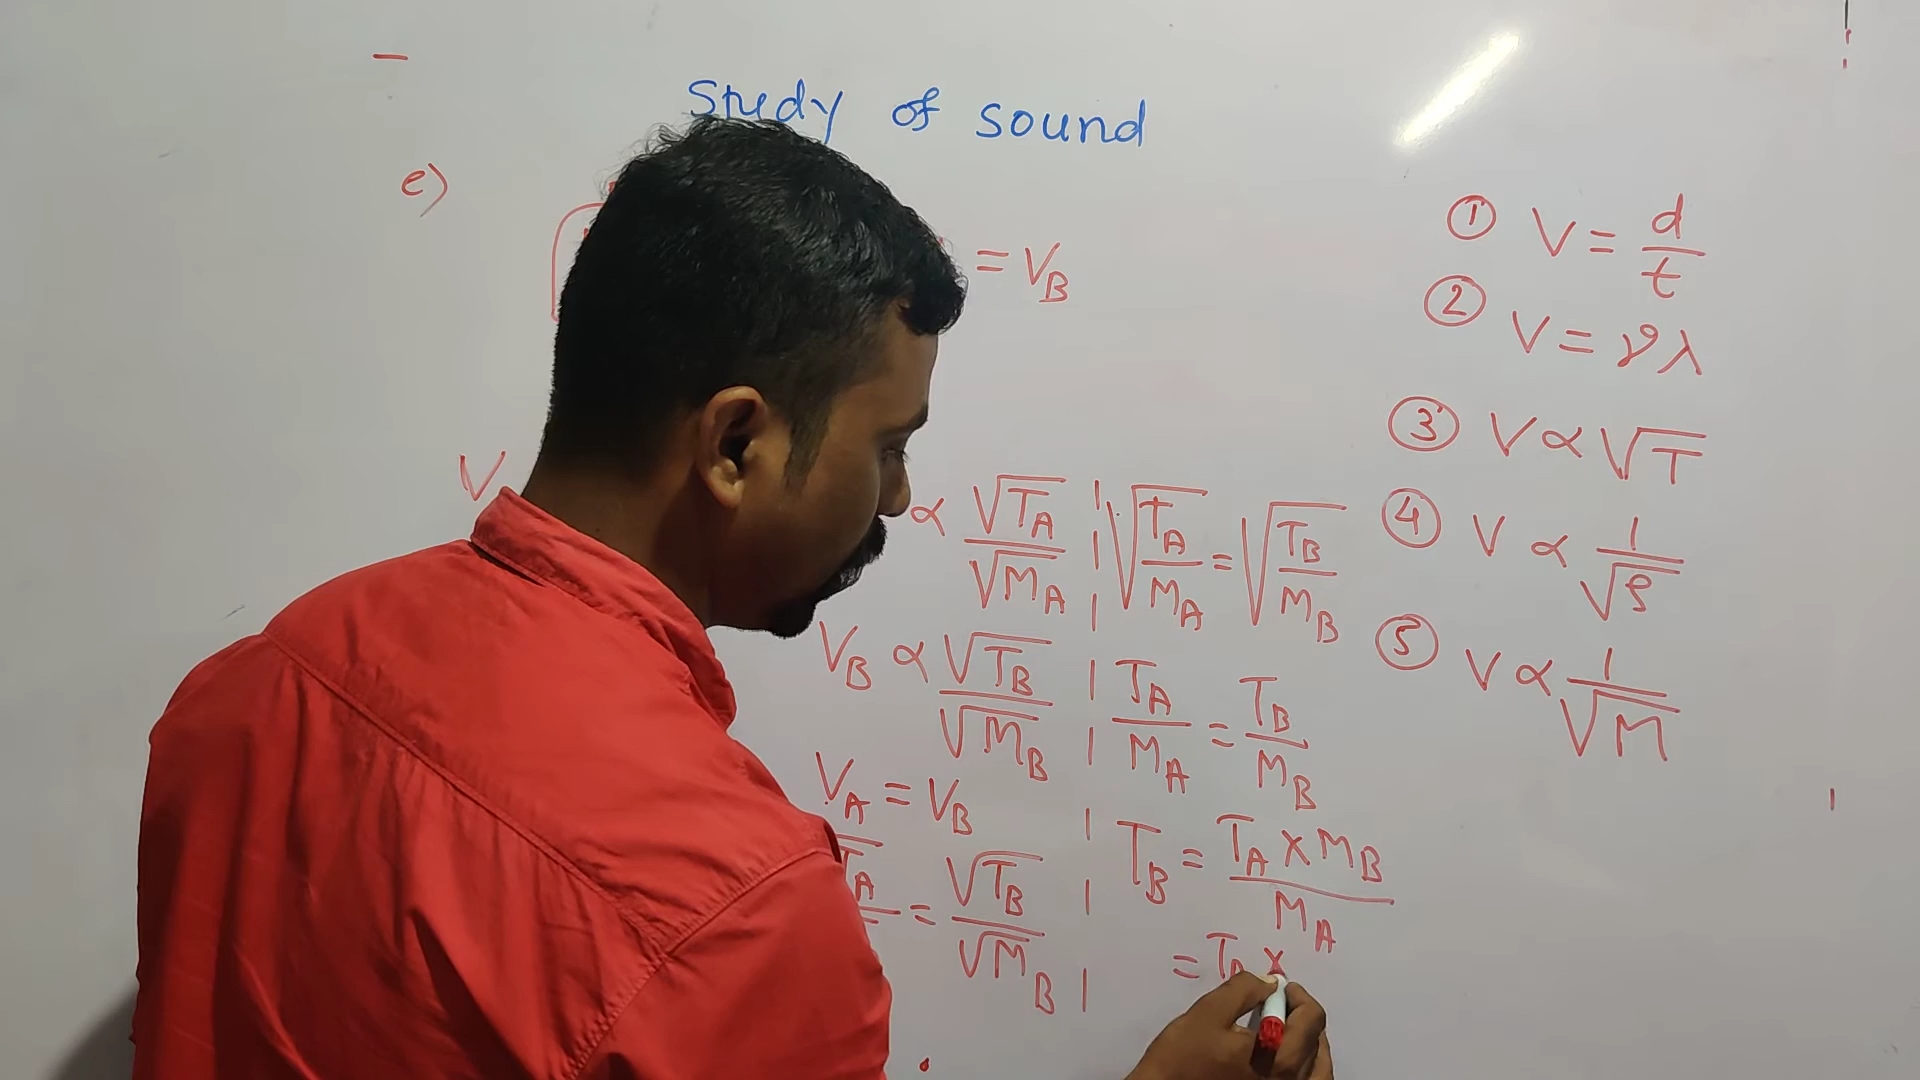 Study of sound
e)
= V_B
V
∝ √T_A / √M_A
V_B ∝ √T_B / √M_B
V_A = V_B
T_A = √T_B / √M_B
√(T_A / M_A) = √(T_B / M_B)
T_A / M_A = T_B / M_B
T_B = T_A × M_B / M_A
= T_A ×
① V = d / t
② V = νλ
③ V ∝ √T
④ V ∝ 1 / √ρ
⑤ V ∝ 1 / √M